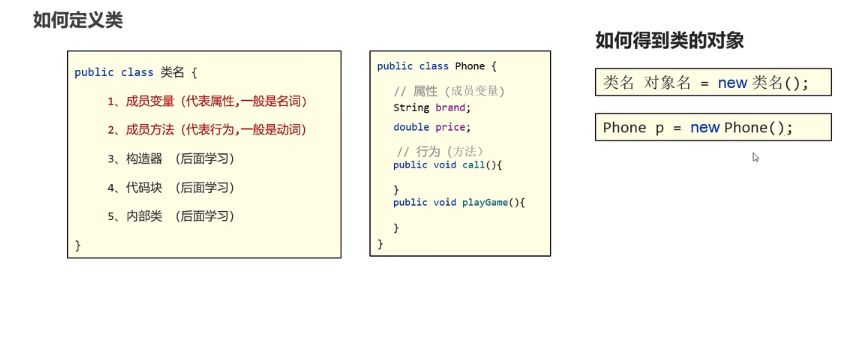 如何定义类
public class 类名 {
1、成员变量 (代表属性,一般是名词)
2、成员方法 (代表行为,一般是动词)
3、构造器 (后面学习)
4、代码块 (后面学习)
5、内部类 (后面学习)
}
public class Phone {
// 属性 (成员变量)
String brand;
double price;
// 行为 (方法)
public void call(){
}
public void playGame(){
}
}
如何得到类的对象
类名 对象名 = new 类名();
Phone p = new Phone();